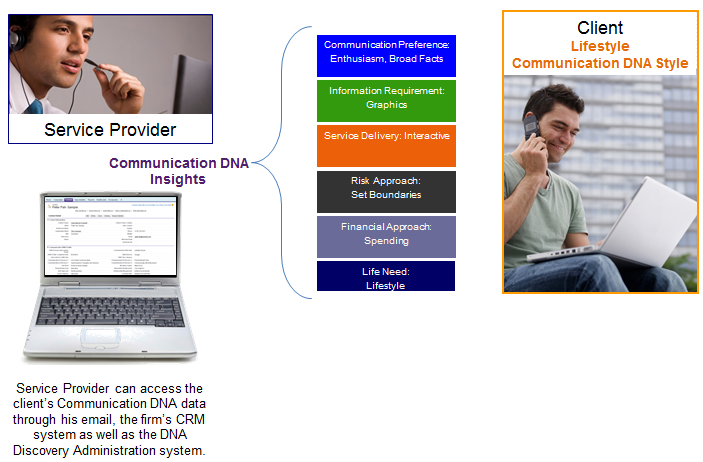 Service Provider
Communication DNA
Insights
Service Provider can access the
client's Communication DNA data
through his email, the firm's CRM
system as well as the DNA
Discovery Administration system.
Communication Preference:
Enthusiasm, Broad Facts
Information Requirement:
Graphics
Service Delivery: Interactive
Risk Approach:
Set Boundaries
Financial Approach:
Spending
Life Need:
Lifestyle
Client
Lifestyle
Communication DNA Style